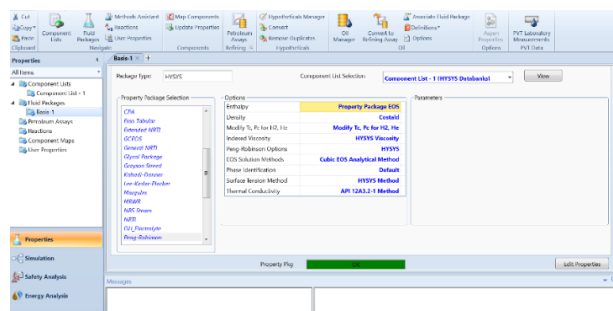 Cut
Copy
Paste
Clipboard
Component Lists
Fluid Packages
Navigate
Methods Assistant
Reactions
User Properties
Map Components
Update Properties
Components
Petroleum Assays
Refining
Hypotheticals Manager
Convert
Remove Duplicates
Hypotheticals
Oil Manager
Convert to Refining Assay
Associate Fluid Package
Definitions
Options
Oil
Aspen Properties
Options
PVT Laboratory Measurements
PVT Data
Properties
All Items
Component Lists
Component List - 1
Fluid Packages
Basis-1
Petroleum Assays
Reactions
Component Maps
User Properties
Properties
Simulation
Safety Analysis
Energy Analysis
Basis-1
Package Type: HYSYS
Component List Selection Component List - 1 [HYSYS Databanks] View
Property Package Selection
CPA
Esso Tabular
Extended NRTL
GCEOS
General NRTL
Glycol Package
Grayson Streed
Kabadi-Danner
Lee-Kesler-Plocker
Margules
MBWR
NBS Steam
NRTL
OLI_Electrolyte
Peng-Robinson
Options
Enthalpy Property Package EOS
Density Costald
Modify Tc, Pc for H2, He Modify Tc, Pc for H2, He
Indexed Viscosity HYSYS Viscosity
Peng-Robinson Options HYSYS
EOS Solution Methods Cubic EOS Analytical Method
Phase Identification Default
Surface Tension Method HYSYS Method
Thermal Conductivity API 12A3.2-1 Method
Parameters
Property Pkg OK Edit Properties
Messages